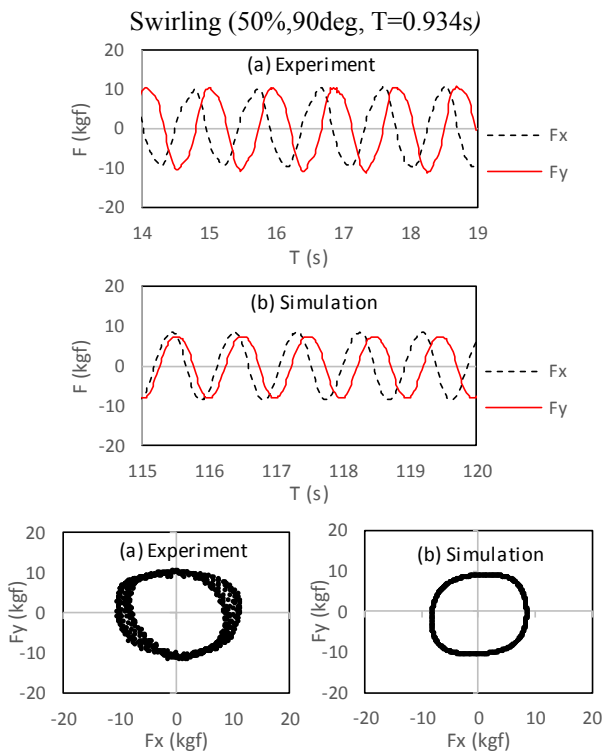 Swirling (50%,90deg, T=0.934s)
(a) Experiment
20
10
0
-10
-20
F (kgf)
14 15 16 17 18 19
T (s)
Fx
Fy
(b) Simulation
20
10
0
-10
-20
F (kgf)
115 116 117 118 119 120
T (s)
Fx
Fy
(a) Experiment
20
10
0
-10
-20
Fy (kgf)
-20 -10 0 10 20
Fx (kgf)
(b) Simulation
20
10
0
-10
-20
Fy (kgf)
-20 -10 0 10 20
Fx (kgf)